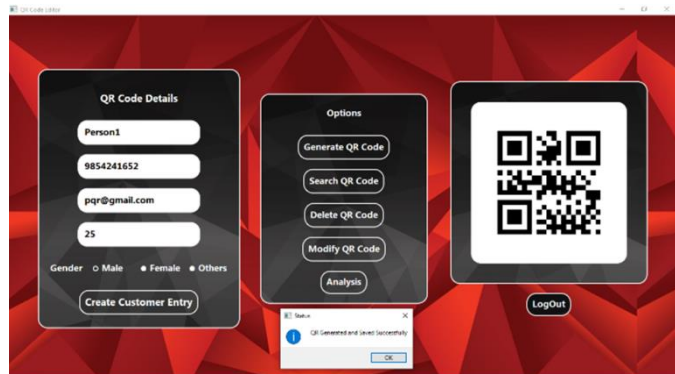 QR Code Editor
QR Code Details
Person1
9854241652
pqr@gmail.com
25
Gender Male Female Others
Create Customer Entry
Options
Generate QR Code
Search QR Code
Delete QR Code
Modify QR Code
Analysis
LogOut
Status
QR Generated and Saved Successfully
OK